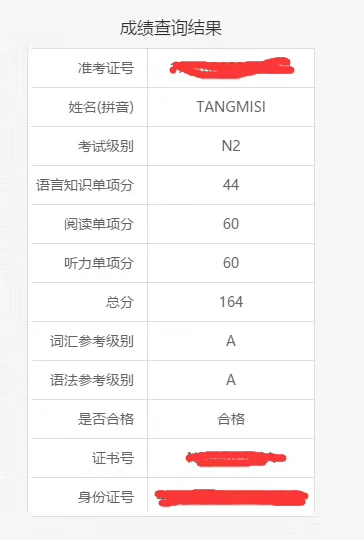 成绩查询结果
准考证号
姓名(拼音) TANGMISI
考试级别 N2
语言知识单项分 44
阅读单项分 60
听力单项分 60
总分 164
词汇参考级别 A
语法参考级别 A
是否合格 合格
证书号
身份证号